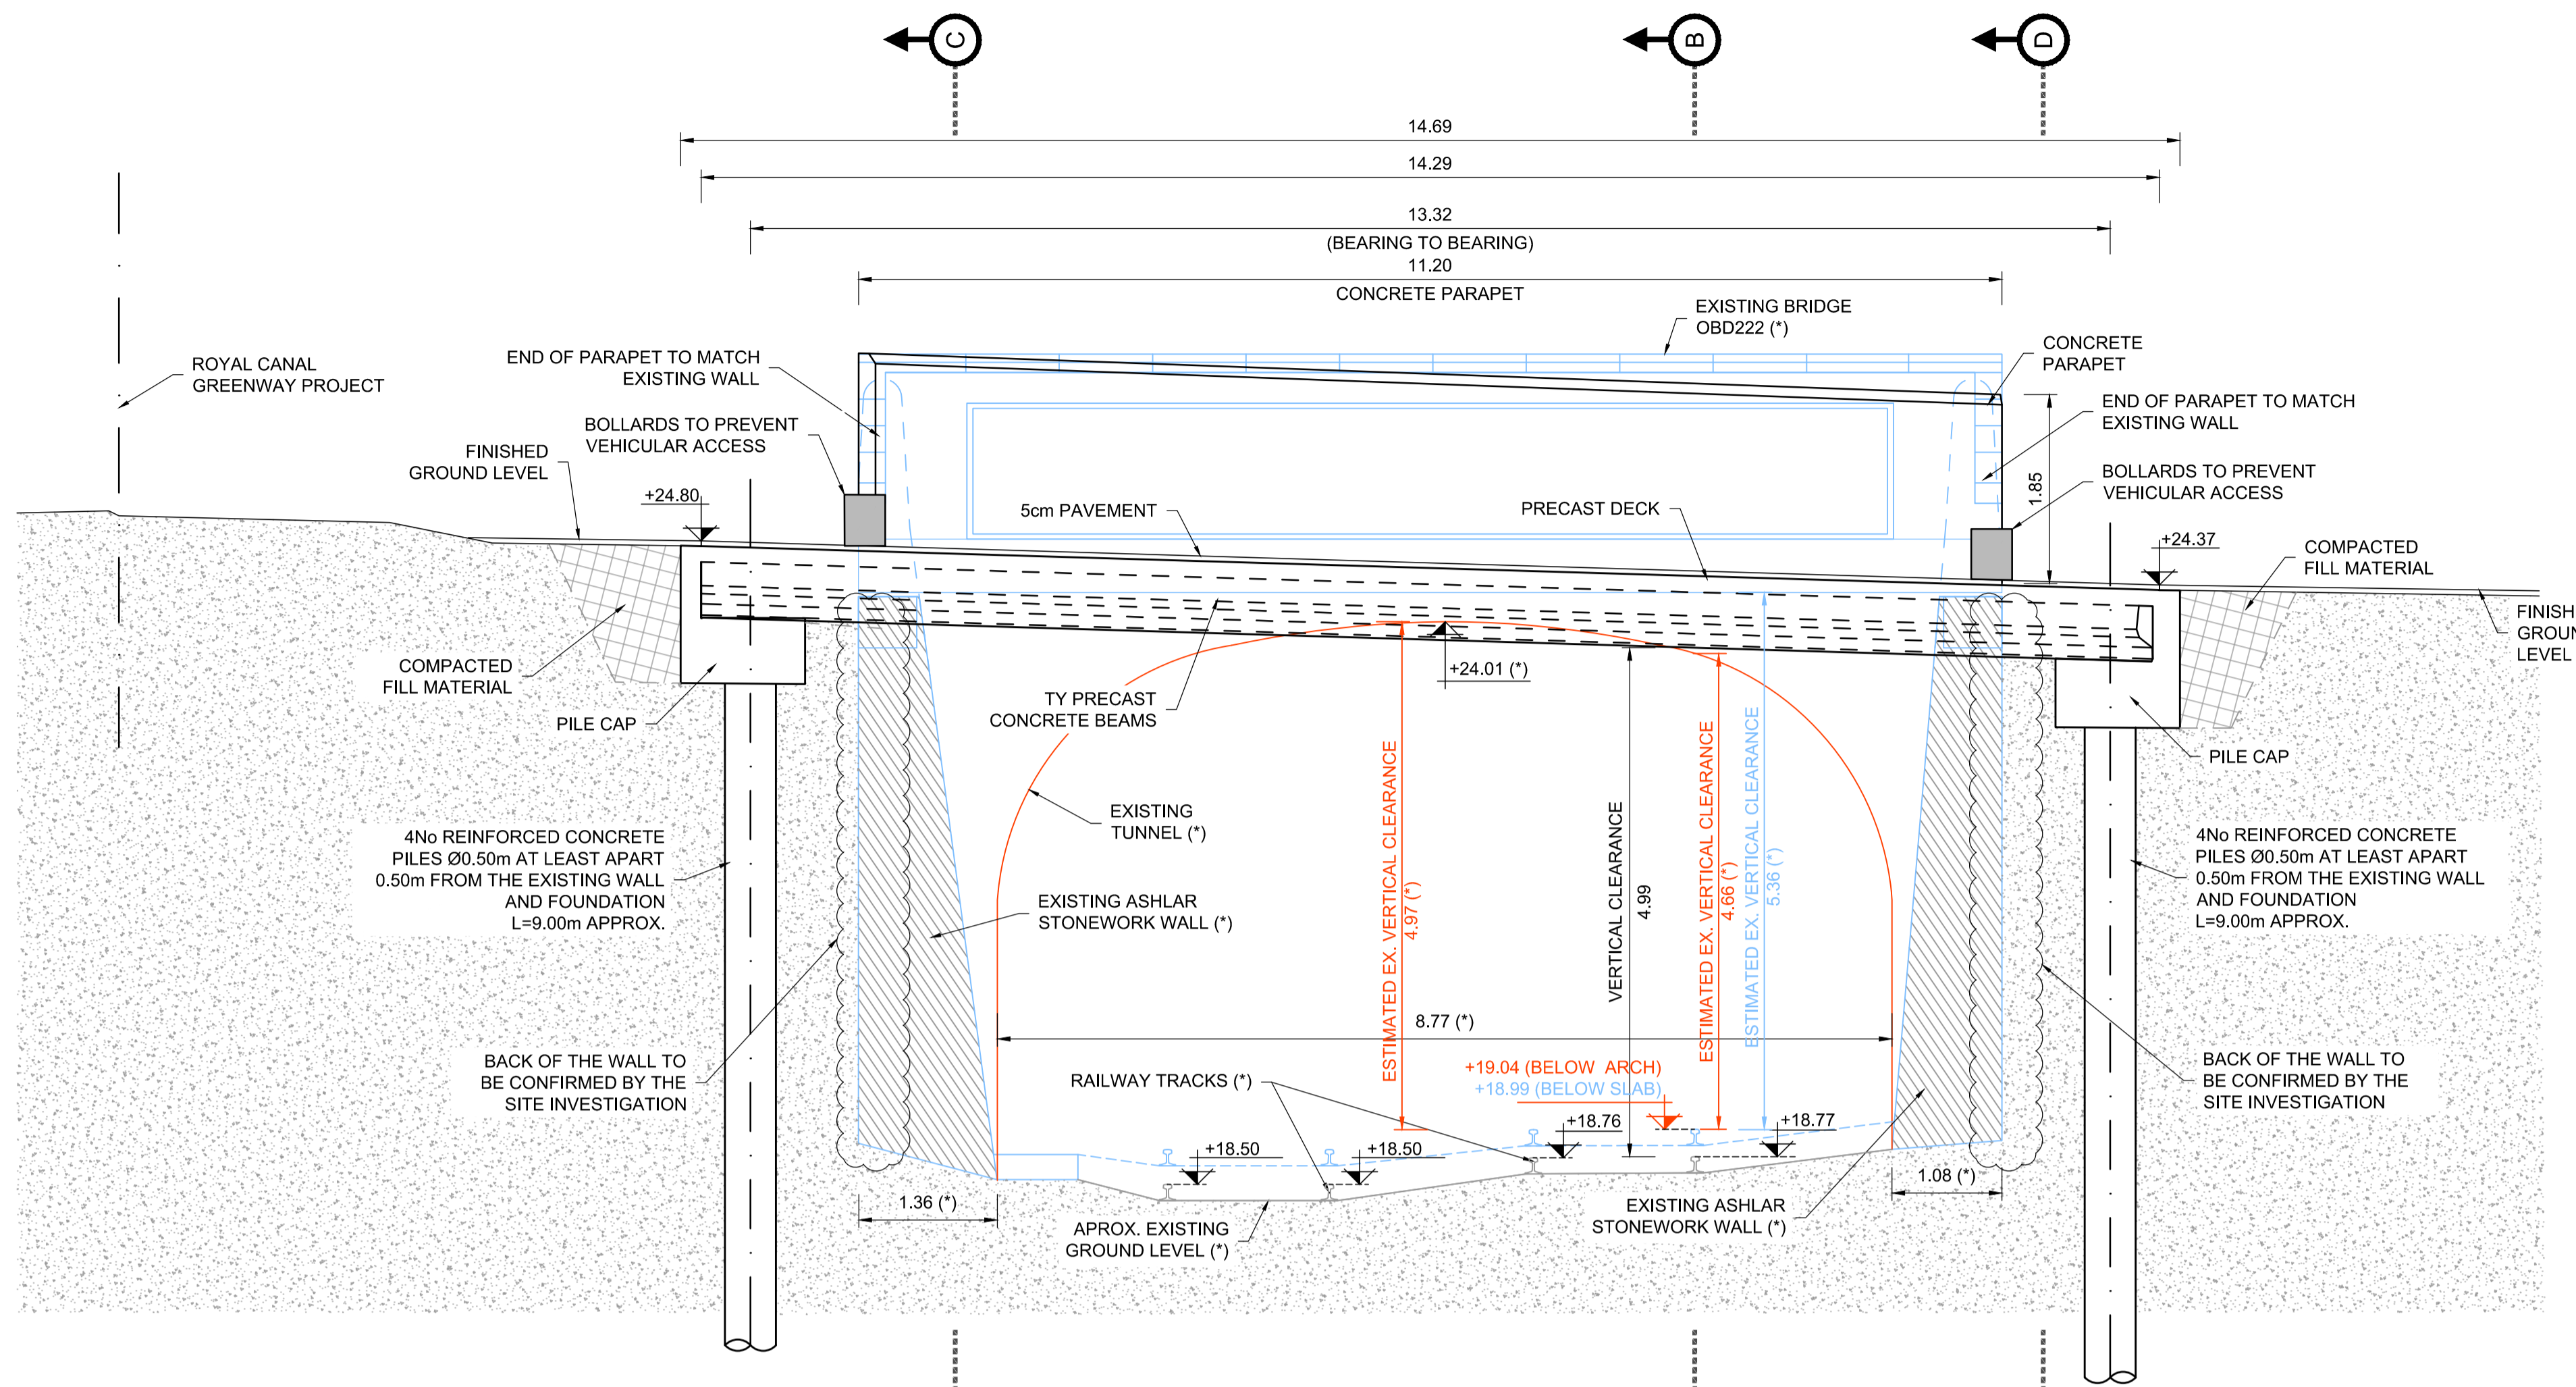 C
B
D
14.69
14.29
13.32
(BEARING TO BEARING)
11.20
CONCRETE PARAPET
EXISTING BRIDGE
OBD222 (*)
ROYAL CANAL
GREENWAY PROJECT
END OF PARAPET TO MATCH
EXISTING WALL
CONCRETE
PARAPET
BOLLARDS TO PREVENT
VEHICULAR ACCESS
END OF PARAPET TO MATCH
EXISTING WALL
FINISHED
GROUND LEVEL
+24.80
5cm PAVEMENT
PRECAST DECK
1.85
BOLLARDS TO PREVENT
VEHICULAR ACCESS
+24.37
COMPACTED
FILL MATERIAL
FINISH
GROUN
LEVEL
COMPACTED
FILL MATERIAL
PILE CAP
TY PRECAST
CONCRETE BEAMS
+24.01 (*)
PILE CAP
ESTIMATED EX. VERTICAL CLEARANCE
4.97 (*)
VERTICAL CLEARANCE
4.99
ESTIMATED EX. VERTICAL CLEARANCE
4.66 (*)
ESTIMATED EX. VERTICAL CLEARANCE
5.36 (*)
EXISTING
TUNNEL (*)
4No REINFORCED CONCRETE
PILES Ø0.50m AT LEAST APART
0.50m FROM THE EXISTING WALL
AND FOUNDATION
L=9.00m APPROX.
4No REINFORCED CONCRETE
PILES Ø0.50m AT LEAST APART
0.50m FROM THE EXISTING WALL
AND FOUNDATION
L=9.00m APPROX.
EXISTING ASHLAR
STONEWORK WALL (*)
8.77 (*)
BACK OF THE WALL TO
BE CONFIRMED BY THE
SITE INVESTIGATION
RAILWAY TRACKS (*)
+19.04 (BELOW ARCH)
+18.99 (BELOW SLAB)
BACK OF THE WALL TO
BE CONFIRMED BY THE
SITE INVESTIGATION
+18.50
+18.50
+18.76
+18.77
1.36 (*)
1.08 (*)
APROX. EXISTING
GROUND LEVEL (*)
EXISTING ASHLAR
STONEWORK WALL (*)